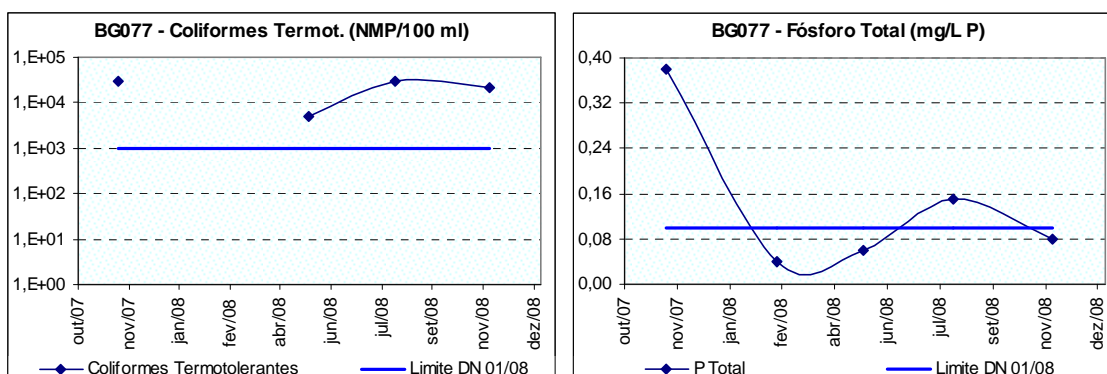 BG077 - Coliformes Termot. (NMP/100 ml)
1,E+05
1,E+04
1,E+03
1,E+02
1,E+01
1,E+00
out/07
nov/07
jan/08
fev/08
abr/08
jul/08
set/08
nov/08
dez/08
Coliformes Termotolerantes
Limite DN 01/08
BG077 - Fósforo Total (mg/L P)
0,40
0,32
0,24
0,16
0,08
0,00
out/07
nov/07
jan/08
fev/08
abr/08
jul/08
set/08
nov/08
dez/08
P Total
Limite DN 01/08